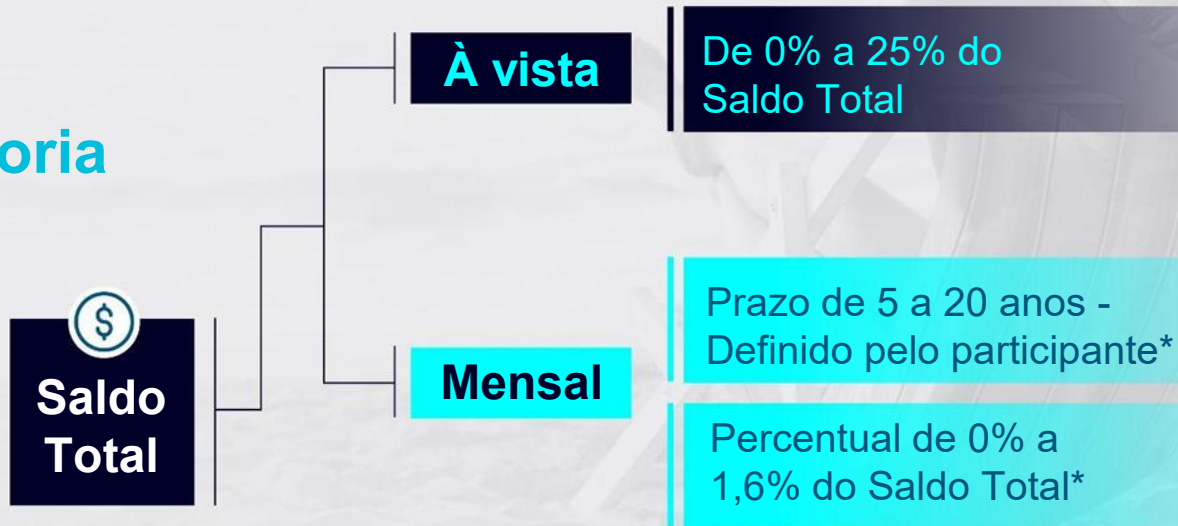 oria
$
Saldo
Total
À vista
De 0% a 25% do
Saldo Total
Mensal
Prazo de 5 a 20 anos -
Definido pelo participante*
Percentual de 0% a
1,6% do Saldo Total*